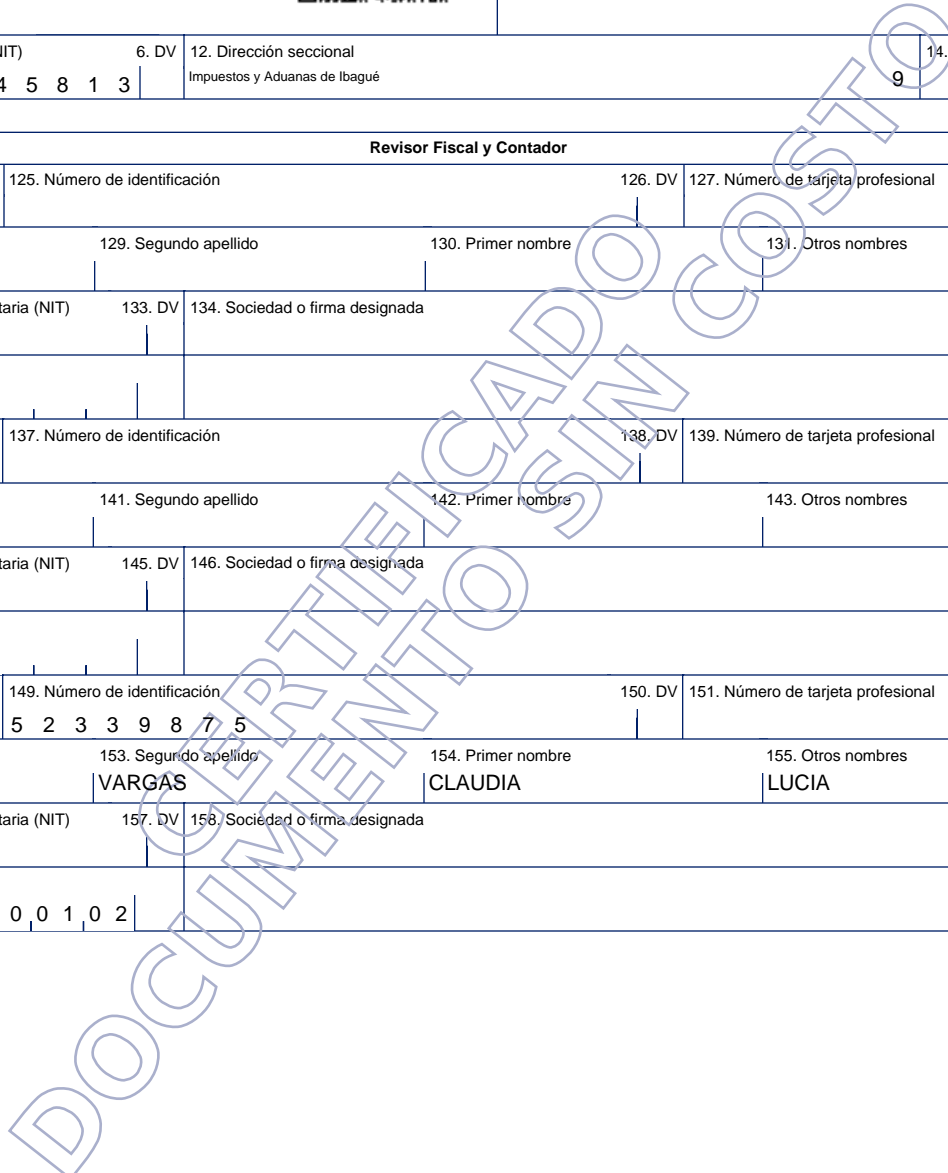 6. DV 12. Dirección seccional 14.
5 8 1 3 Impuestos y Aduanas de Ibagué 9
Revisor Fiscal y Contador
125. Número de identificación 126. DV 127. Número de tarjeta profesional
129. Segundo apellido 130. Primer nombre 131. Otros nombres
(NIT) 133. DV 134. Sociedad o firma designada
137. Número de identificación 138. DV 139. Número de tarjeta profesional
141. Segundo apellido 142. Primer nombre 143. Otros nombres
(NIT) 145. DV 146. Sociedad o firma designada
149. Número de identificación 150. DV 151. Número de tarjeta profesional
5 2 3 3 9 8 7 5
153. Segundo apellido 154. Primer nombre 155. Otros nombres
VARGAS CLAUDIA LUCIA
(NIT) 157. DV 158. Sociedad o firma designada
0 0 1 0 2
CERTIFICADO
DOCUMENTO SIN COSTO